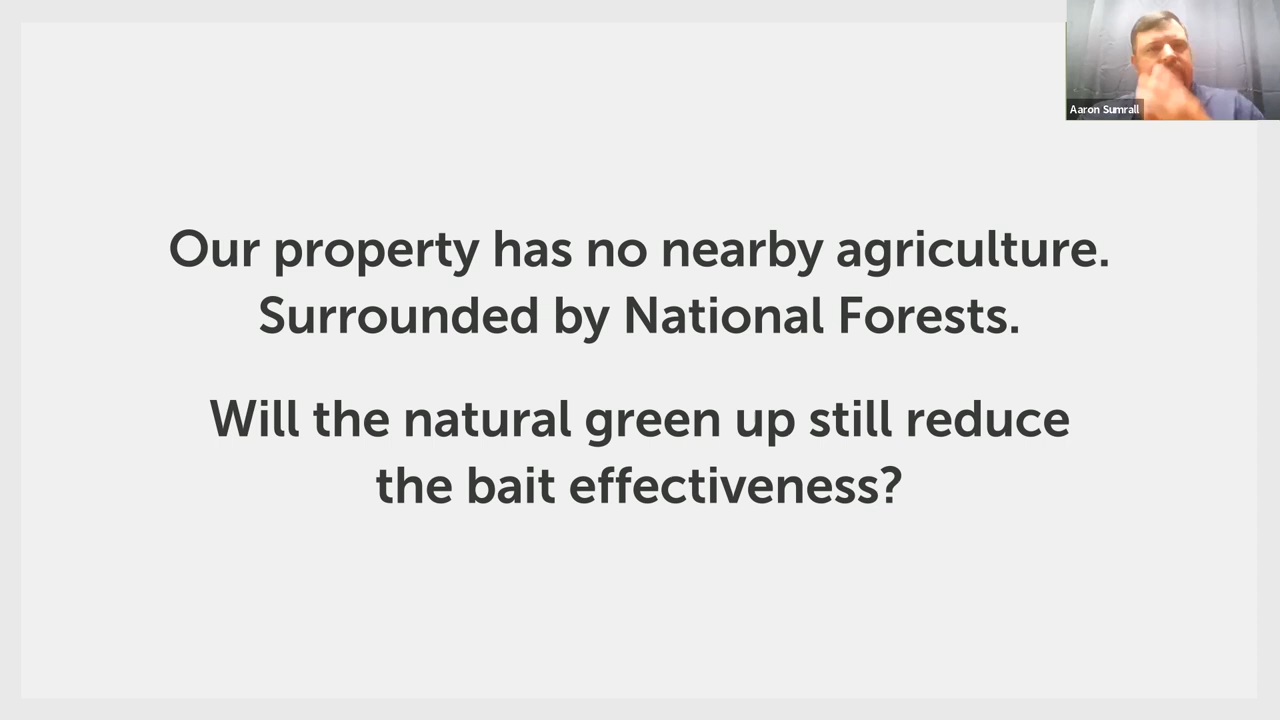 Aaron Sumrall
Our property has no nearby agriculture.
Surrounded by National Forests.
Will the natural green up still reduce
the bait effectiveness?